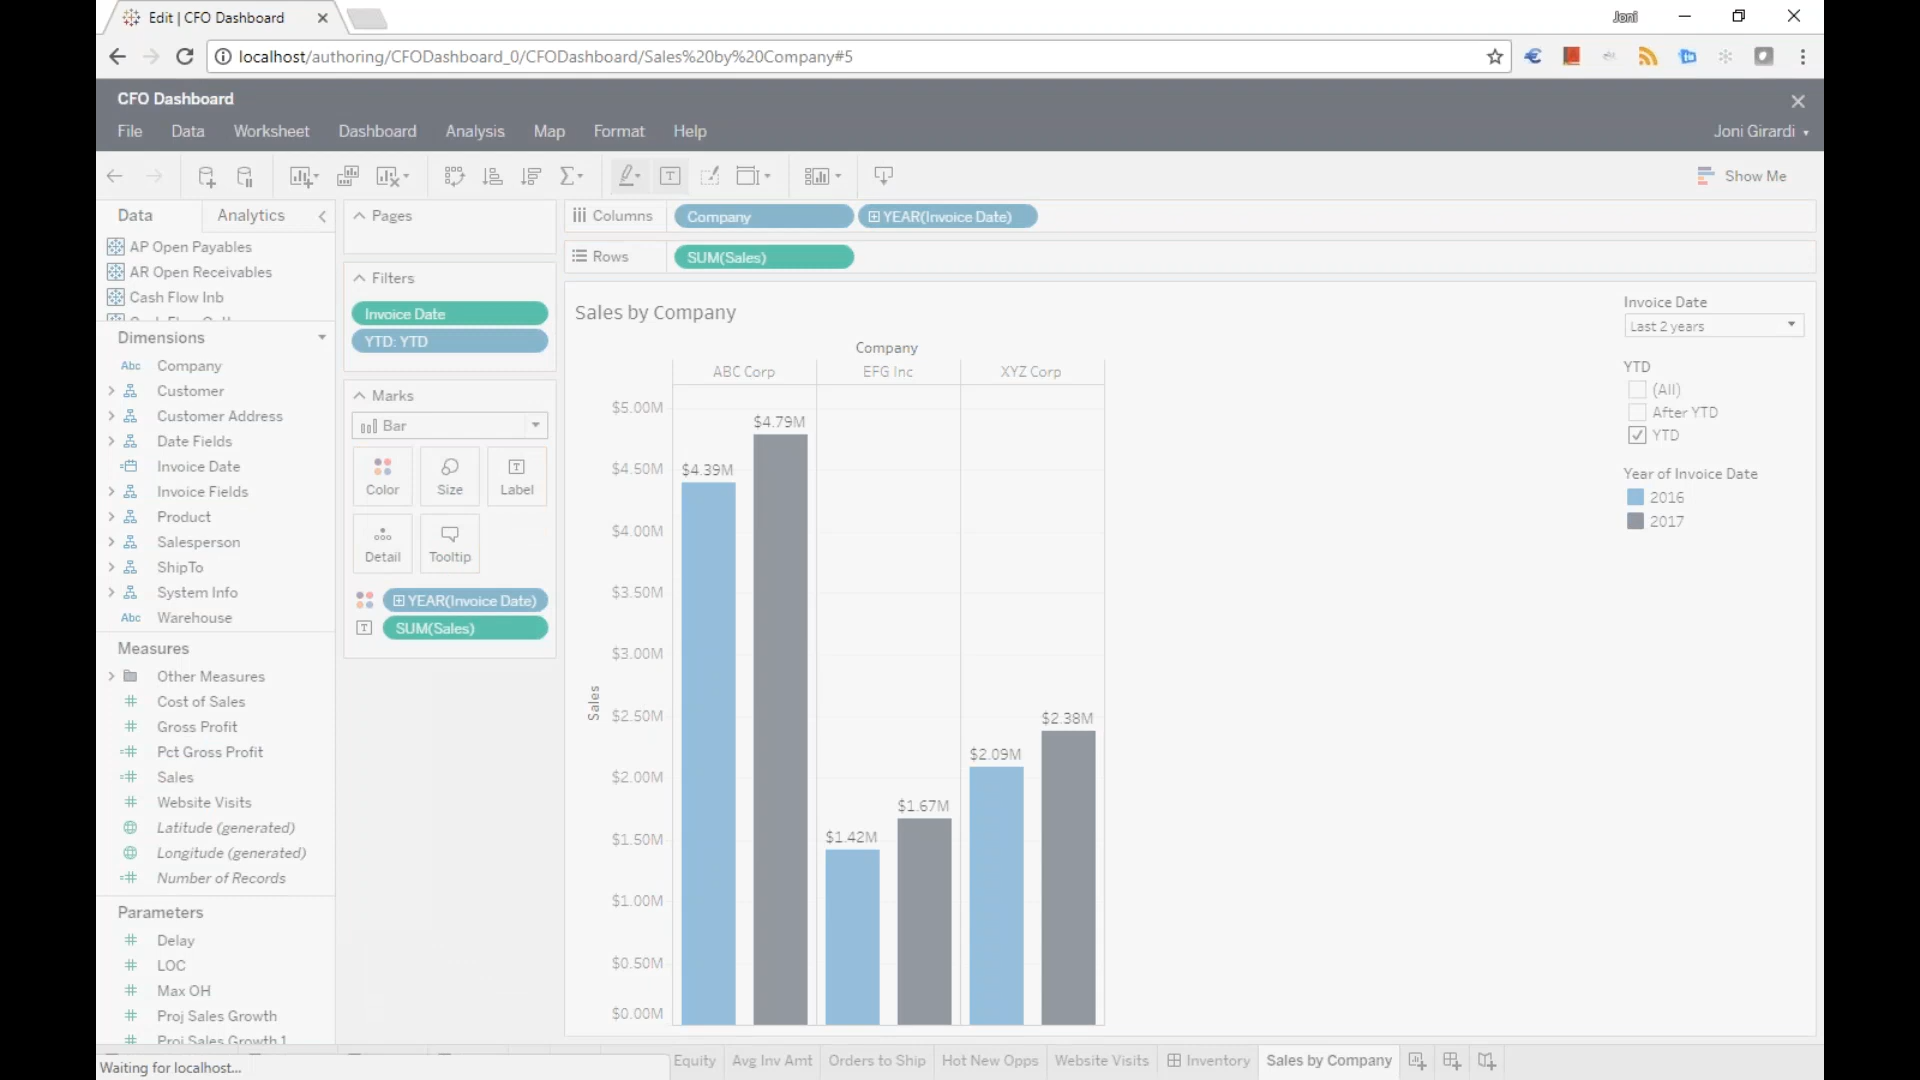 Edit | CFO Dashboard
Joni
localhost/authoring/CFODashboard_0/CFODashboard/Sales%20by%20Company#5
CFO Dashboard
File Data Worksheet Dashboard Analysis Map Format Help
Joni Girardi
Show Me
Data Analytics
AP Open Payables
AR Open Receivables
Cash Flow Inb
Dimensions
Abc Company
Customer
Customer Address
Date Fields
Invoice Date
Invoice Fields
Product
Salesperson
ShipTo
System Info
Abc Warehouse
Measures
Other Measures
Cost of Sales
Gross Profit
Pct Gross Profit
Sales
Website Visits
Latitude (generated)
Longitude (generated)
Number of Records
Parameters
Delay
LOC
Max OH
Proj Sales Growth
Proj Sales Growth 1
Waiting for localhost...
Pages
Filters
Invoice Date
YTD: YTD
Marks
Bar
Color Size Label
Detail Tooltip
YEAR(Invoice Date)
SUM(Sales)
Columns Company YEAR(Invoice Date)
Rows SUM(Sales)
Sales by Company
Company
ABC Corp EFG Inc XYZ Corp
$5.00M
$4.50M
$4.00M
$3.50M
$3.00M
$2.50M
$2.00M
$1.50M
$1.00M
$0.50M
$0.00M
Sales
$4.39M
$4.79M
$1.42M
$1.67M
$2.09M
$2.38M
Invoice Date
Last 2 years
YTD
(All)
After YTD
YTD
Year of Invoice Date
2016
2017
Equity Avg Inv Amt Orders to Ship Hot New Opps Website Visits Inventory Sales by Company